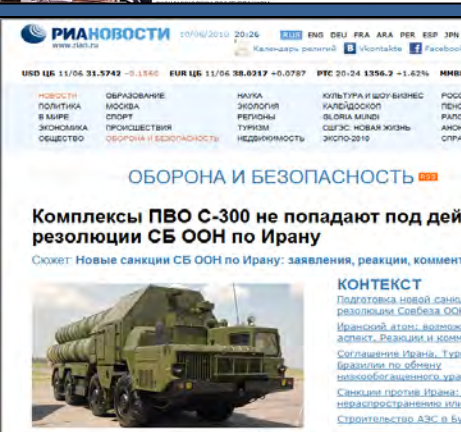 РИАНОВОСТИ 10/06/2010 20:26 RUS ENG DEU FRA ARA PER ESP JPN
www.rian.ru
Календарь религий Vkontakte Facebook
USD ЦБ 11/06 31.5742 -0.1860 EUR ЦБ 11/06 38.0217 +0.0787 РТС 20-24 1356.2 +1.62%
НОВОСТИ ОБРАЗОВАНИЕ НАУКА КУЛЬТУРА И ШОУ-БИЗНЕС
ПОЛИТИКА МОСКВА ЭКОЛОГИЯ КАЛЕЙДОСКОП
В МИРЕ СПОРТ РЕГИОНЫ GLORIA MUNDI
ЭКОНОМИКА ПРОИСШЕСТВИЯ ТУРИЗМ НОВАЯ ЖИЗНЬ
ОБЩЕСТВО ОБОРОНА И БЕЗОПАСНОСТЬ НЕДВИЖИМОСТЬ ЭКСПО-2010
ОБОРОНА И БЕЗОПАСНОСТЬ RSS
Комплексы ПВО С-300 не попадают под дей
резолюции СБ ООН по Ирану
Сюжет: Новые санкции СБ ООН по Ирану: заявления, реакции, коммент
КОНТЕКСТ
Подготовка новой санкц
резолюции Совбеза ООН
Иранский атом: возмож
аспект. Реакции и комм
Соглашение Ирана, Тур
Бразилии по обмену
низкообогащенного ура
Санкции против Ирана:
нераспространению или
Строительство АЭС в Бу